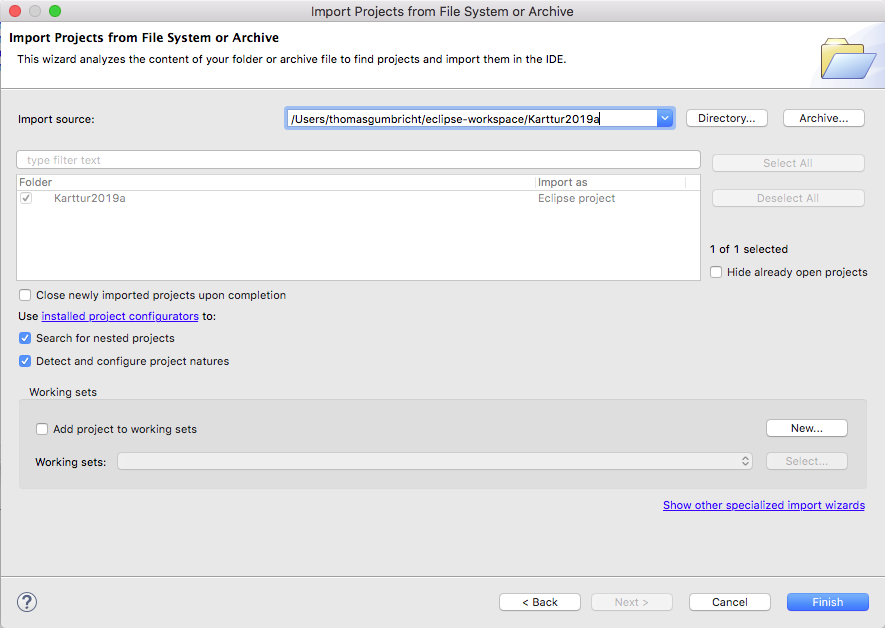 Import Projects from File System or Archive
Import Projects from File System or Archive
This wizard analyzes the content of your folder or archive file to find projects and import them in the IDE.
Import source: /Users/thomasgumbricht/eclipse-workspace/Karttur2019a Directory... Archive...
type filter text Select All
Folder Import as
Karttur2019a Eclipse project Deselect All
1 of 1 selected
Hide already open projects
Close newly imported projects upon completion
Use installed project configurators to:
Search for nested projects
Detect and configure project natures
Working sets
Add project to working sets New...
Working sets: Select...
Show other specialized import wizards
? < Back Next > Cancel Finish